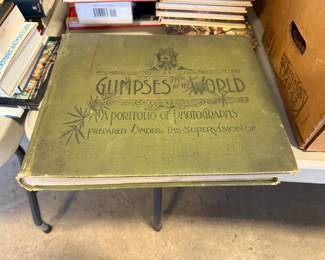 GLIMPSES OF THE WORLD
A PORTFOLIO OF PHOTOGRAPHS
PREPARED UNDER THE SUPERVISION OF